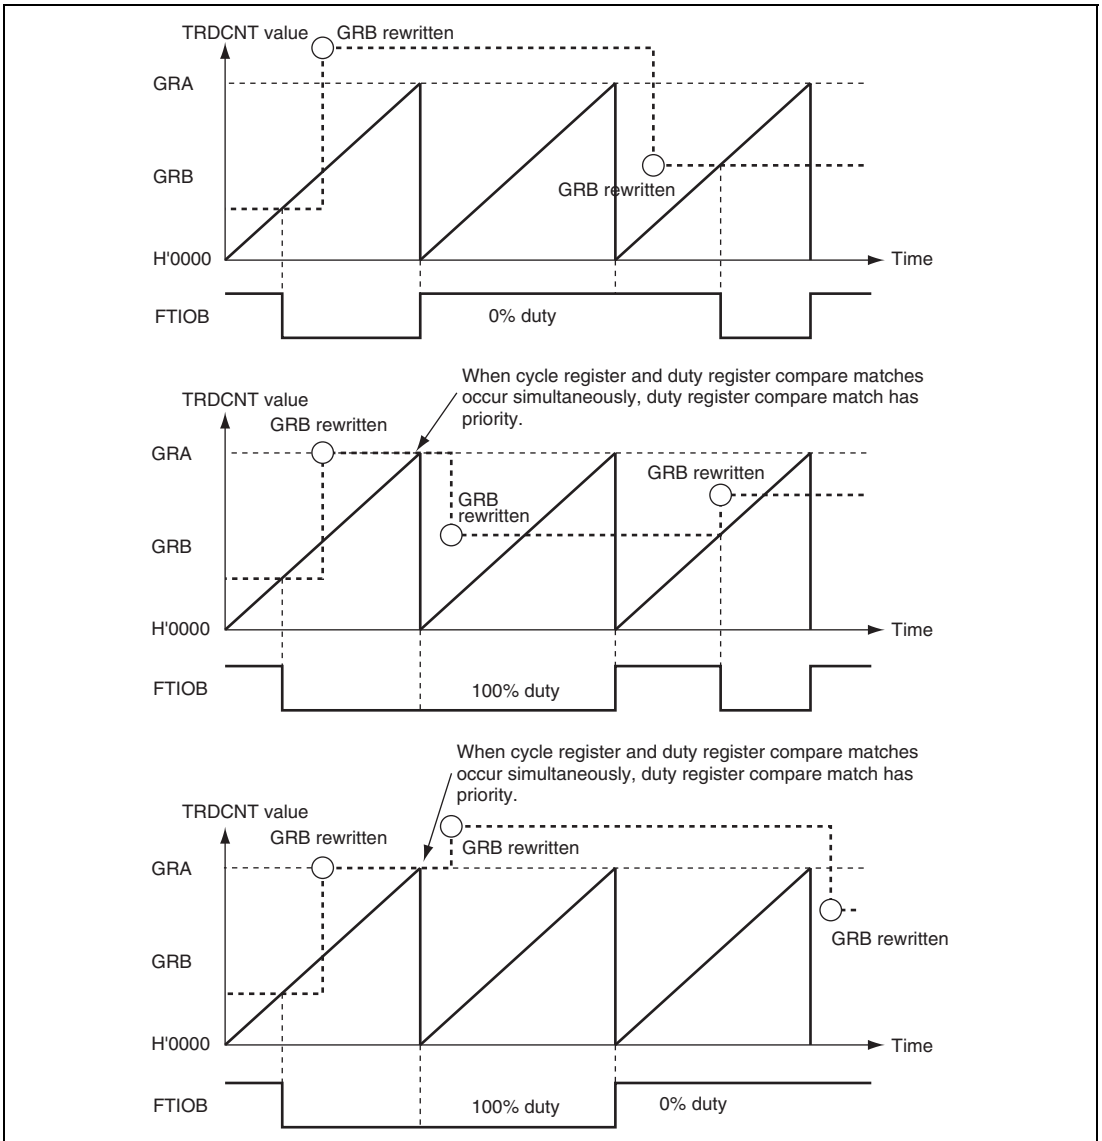 TRDCNT value
GRB rewritten
GRA
GRB
GRB rewritten
H'0000
Time
FTIOB
0% duty
When cycle register and duty register compare matches
occur simultaneously, duty register compare match has
priority.
TRDCNT value
GRB rewritten
GRA
GRB rewritten
GRB
rewritten
GRB
H'0000
Time
FTIOB
100% duty
When cycle register and duty register compare matches
occur simultaneously, duty register compare match has
priority.
TRDCNT value
GRB rewritten
GRB rewritten
GRA
GRB rewritten
GRB
H'0000
Time
FTIOB
100% duty
0% duty